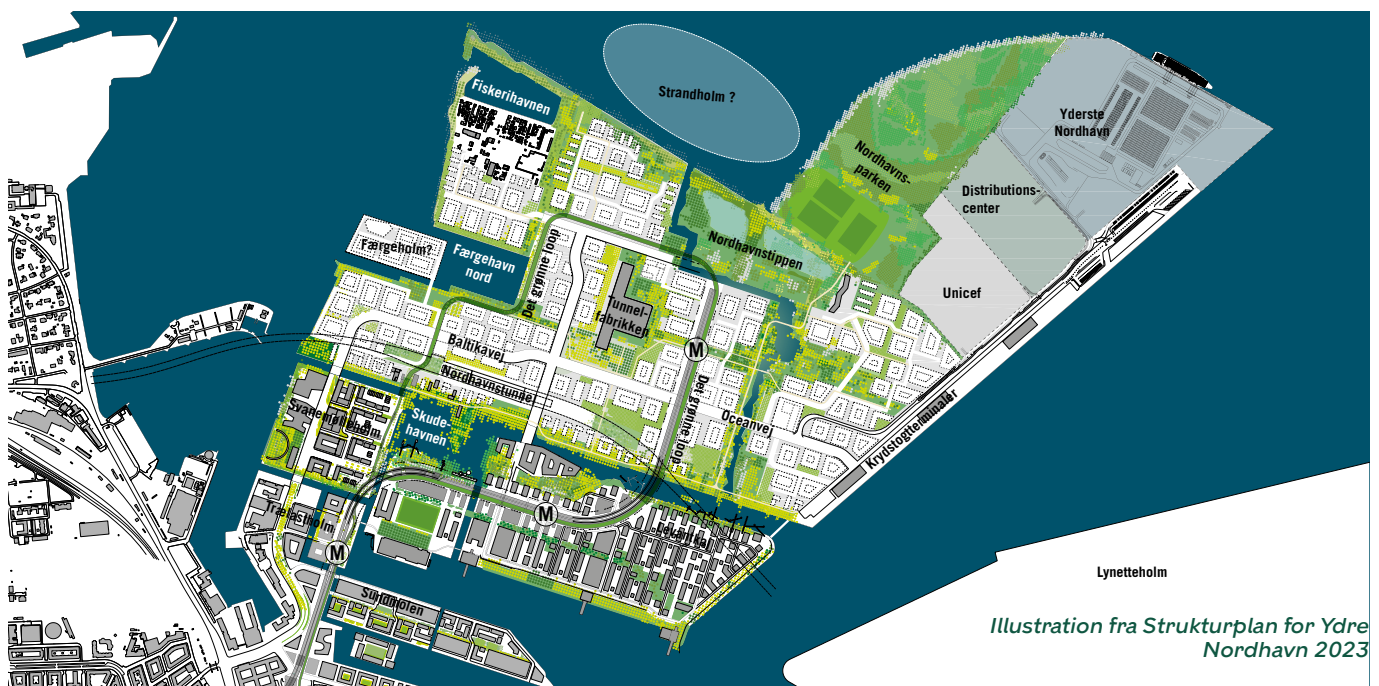 Fiskerihavnen
Strandholm ?
Yderste
Nordhavn
Nordhavns-
parken
Distributions-
center
Færgeholm?
Færgehavn
nord
Det grønne loop
Nordhavnstippen
Unicef
Tunnel-
fabrikken
Baltikavej
M
Nordhavnstunnel
Det grønne loop
Oceanvej
Svanemølleholm
Skude-
havnen
Krydstogtterminaler
Trælastholm
M
Levantkaj
M
Lynetteholm
Sundmolen
Illustration fra Strukturplan for Ydre
Nordhavn 2023